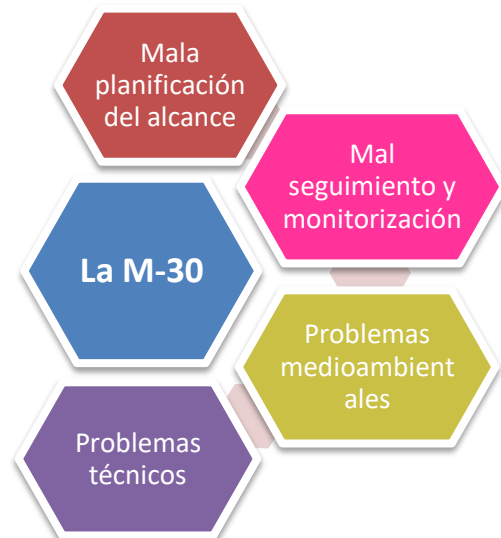 Mala
planificación
del alcance
Mal
seguimiento y
monitorización
La M-30
Problemas
medioambient
ales
Problemas
técnicos